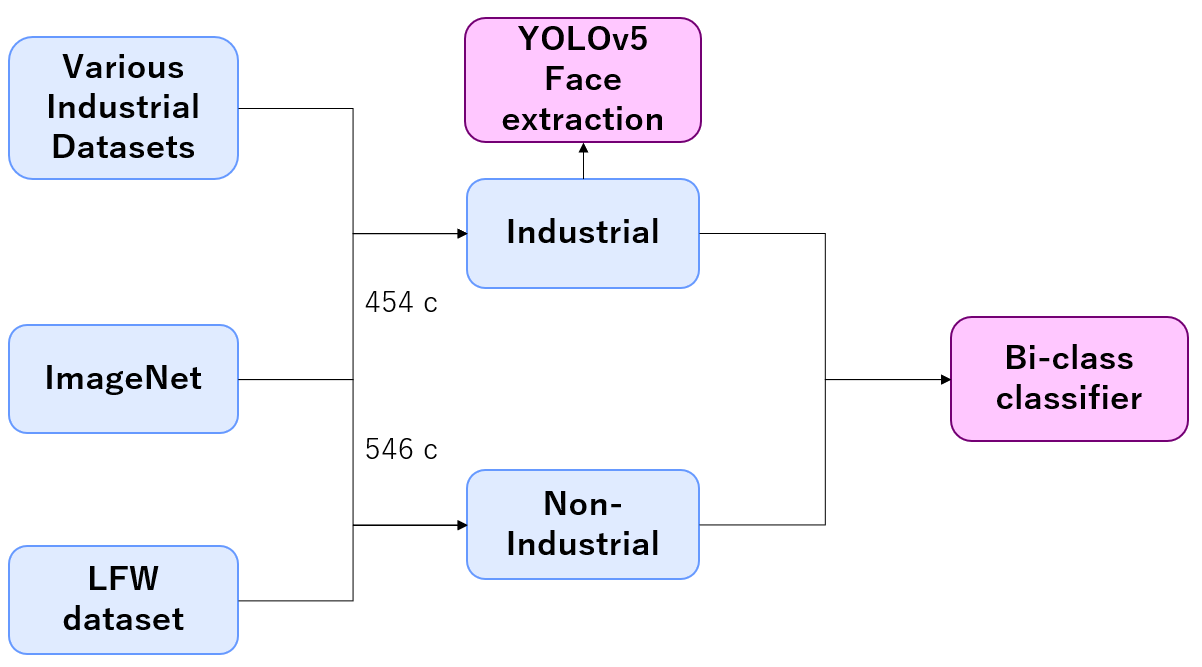 Various
Industrial
Datasets
YOLOv5
Face
extraction
Industrial
454 c
ImageNet
Bi-class
classifier
546 c
Non-
Industrial
LFW
dataset